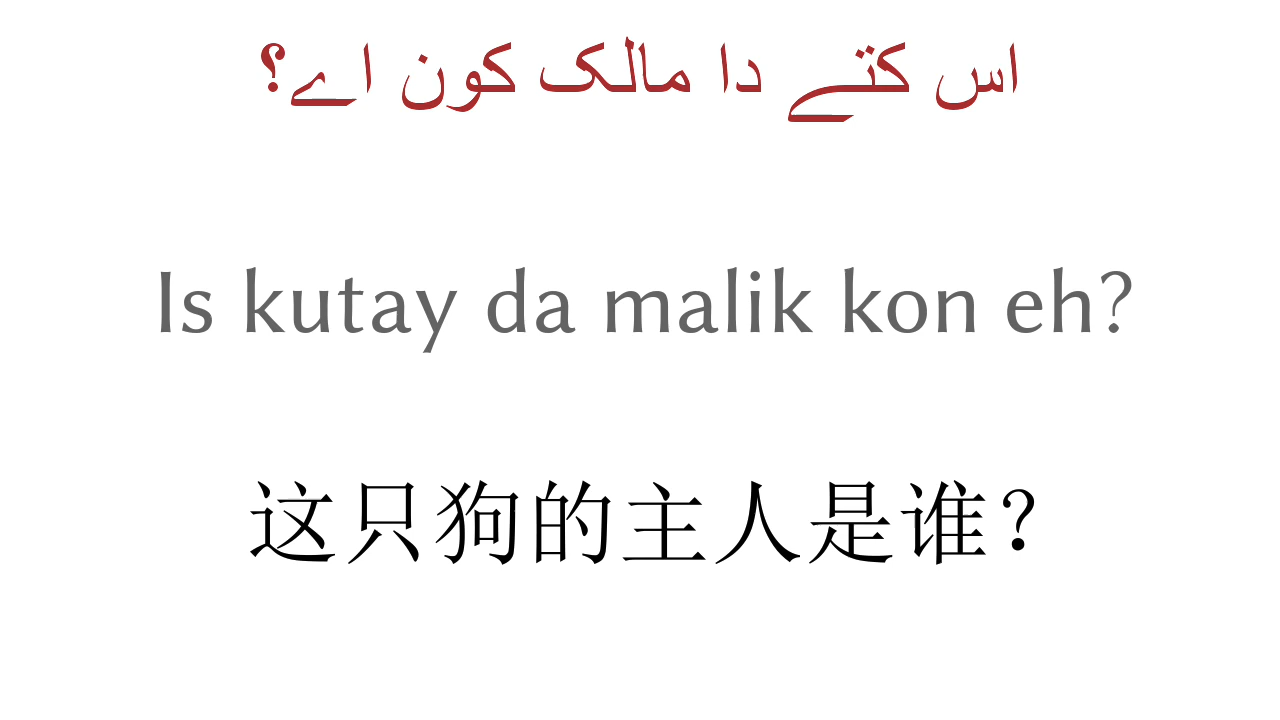 اس کتے دا مالک کون اے؟
Is kutay da malik kon eh?
这只狗的主人是谁？